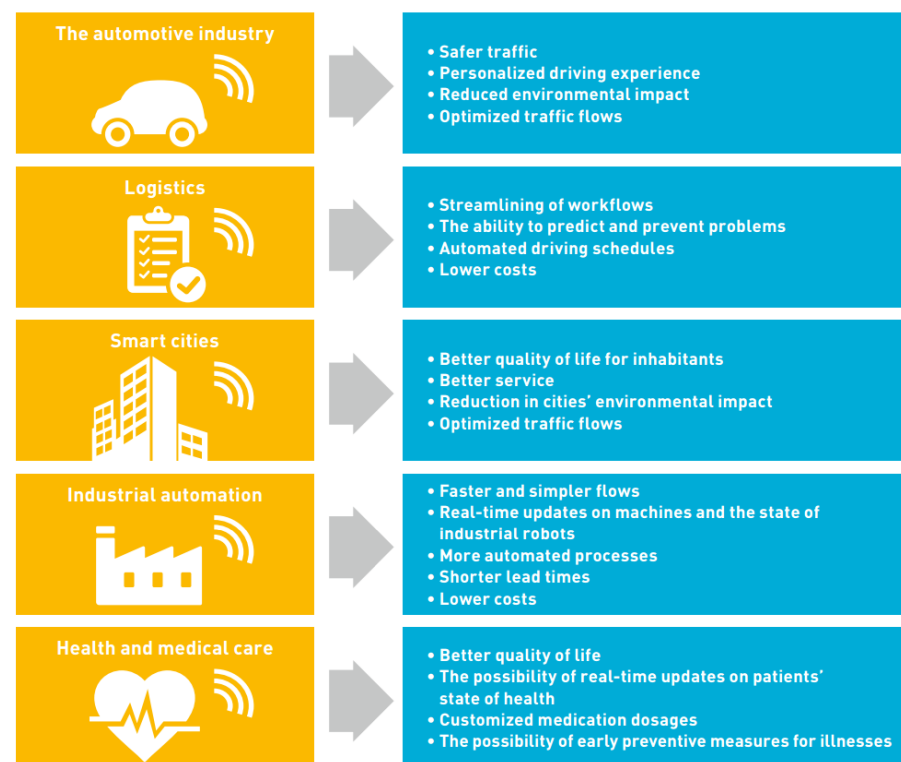 The automotive industry
• Safer traffic
• Personalized driving experience
• Reduced environmental impact
• Optimized traffic flows
Logistics
• Streamlining of workflows
• The ability to predict and prevent problems
• Automated driving schedules
• Lower costs
Smart cities
• Better quality of life for inhabitants
• Better service
• Reduction in cities’ environmental impact
• Optimized traffic flows
Industrial automation
• Faster and simpler flows
• Real-time updates on machines and the state of
industrial robots
• More automated processes
• Shorter lead times
• Lower costs
Health and medical care
• Better quality of life
• The possibility of real-time updates on patients’
state of health
• Customized medication dosages
• The possibility of early preventive measures for illnesses